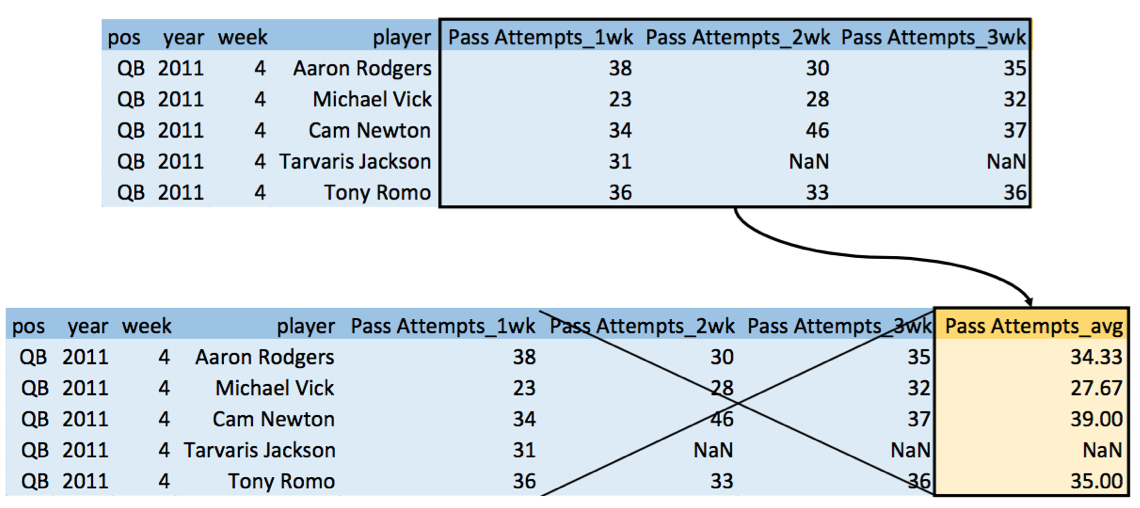 pos year week player Pass Attempts_1wk Pass Attempts_2wk Pass Attempts_3wk
QB 2011 4 Aaron Rodgers 38 30 35
QB 2011 4 Michael Vick 23 28 32
QB 2011 4 Cam Newton 34 46 37
QB 2011 4 Tarvaris Jackson 31 NaN NaN
QB 2011 4 Tony Romo 36 33 36
pos year week player Pass Attempts_1wk Pass Attempts_2wk Pass Attempts_3wk Pass Attempts_avg
QB 2011 4 Aaron Rodgers 38 30 35 34.33
QB 2011 4 Michael Vick 23 28 32 27.67
QB 2011 4 Cam Newton 34 46 37 39.00
QB 2011 4 Tarvaris Jackson 31 NaN NaN NaN
QB 2011 4 Tony Romo 36 33 36 35.00